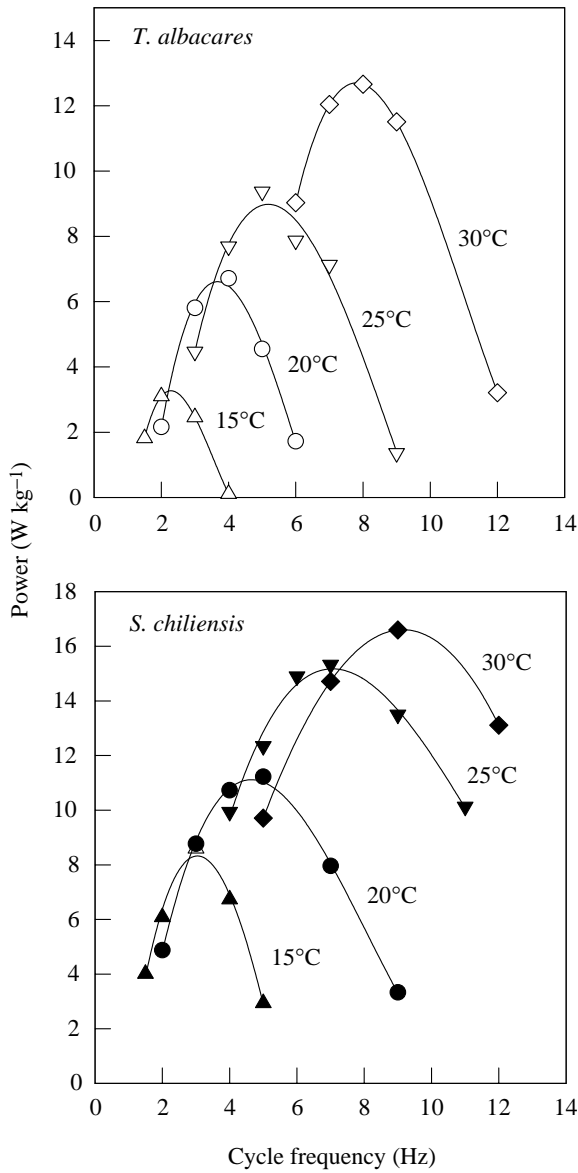 T. albacares
14
12
10
8
6
4
2
0
30°C
25°C
20°C
15°C
0 2 4 6 8 10 12 14
Power (W kg–1)
S. chiliensis
18
16
14
12
10
8
6
4
2
0
30°C
25°C
20°C
15°C
0 2 4 6 8 10 12 14
Cycle frequency (Hz)